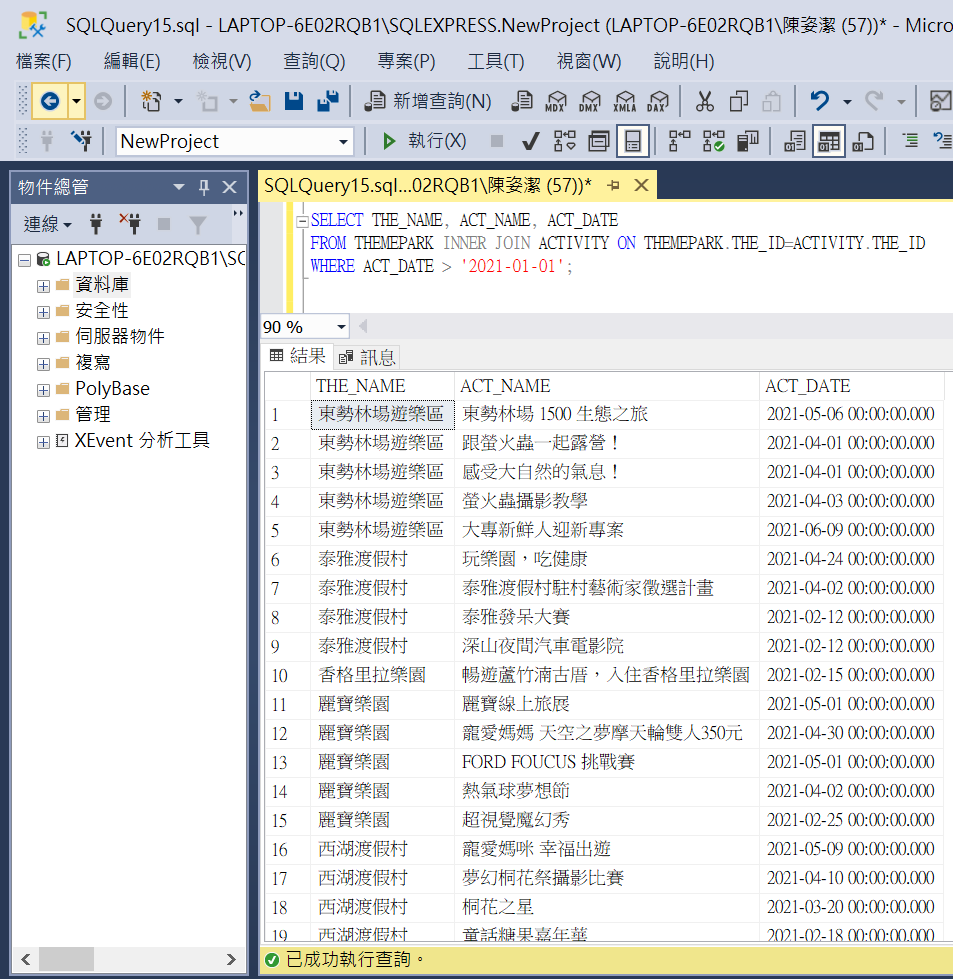 SQLQuery15.sql - LAPTOP-6E02RQB1\SQLEXPRESS.NewProject (LAPTOP-6E02RQB1\陳姿潔 (57))* - Micro
檔案(F) 編輯(E) 檢視(V) 查詢(Q) 專案(P) 工具(T) 視窗(W) 說明(H)
新增查詢(N) MDX DMX XMLA DAX
NewProject 執行(X)
物件總管
連線
LAPTOP-6E02RQB1\SC
資料庫
安全性
伺服器物件
複寫
PolyBase
管理
XEvent 分析工具
SQLQuery15.sql...02RQB1\陳姿潔 (57))*
SELECT THE_NAME, ACT_NAME, ACT_DATE
FROM THEMEPARK INNER JOIN ACTIVITY ON THEMEPARK.THE_ID=ACTIVITY.THE_ID
WHERE ACT_DATE > '2021-01-01';
90 %
結果 訊息
THE_NAME ACT_NAME ACT_DATE
1 東勢林場遊樂區 東勢林場 1500 生態之旅 2021-05-06 00:00:00.000
2 東勢林場遊樂區 跟螢火蟲一起露營！ 2021-04-01 00:00:00.000
3 東勢林場遊樂區 感受大自然的氣息！ 2021-04-01 00:00:00.000
4 東勢林場遊樂區 螢火蟲攝影教學 2021-04-03 00:00:00.000
5 東勢林場遊樂區 大專新鮮人迎新專案 2021-06-09 00:00:00.000
6 泰雅渡假村 玩樂園，吃健康 2021-04-24 00:00:00.000
7 泰雅渡假村 泰雅渡假村駐村藝術家徵選計畫 2021-04-02 00:00:00.000
8 泰雅渡假村 泰雅發呆大賽 2021-02-12 00:00:00.000
9 泰雅渡假村 深山夜間汽車電影院 2021-02-12 00:00:00.000
10 香格里拉樂園 暢遊蘆竹湳古厝，入住香格里拉樂園 2021-02-15 00:00:00.000
11 麗寶樂園 麗寶線上旅展 2021-05-01 00:00:00.000
12 麗寶樂園 寵愛媽媽 天空之夢摩天輪雙人350元 2021-04-30 00:00:00.000
13 麗寶樂園 FORD FOUCUS 挑戰賽 2021-05-01 00:00:00.000
14 麗寶樂園 熱氣球夢想節 2021-04-02 00:00:00.000
15 麗寶樂園 超視覺魔幻秀 2021-02-25 00:00:00.000
16 西湖渡假村 寵愛媽咪 幸福出遊 2021-05-09 00:00:00.000
17 西湖渡假村 夢幻桐花祭攝影比賽 2021-04-10 00:00:00.000
18 西湖渡假村 桐花之星 2021-03-20 00:00:00.000
19 西湖渡假村 童話糖果嘉年華 2021-02-18 00:00:00.000
已成功執行查詢。